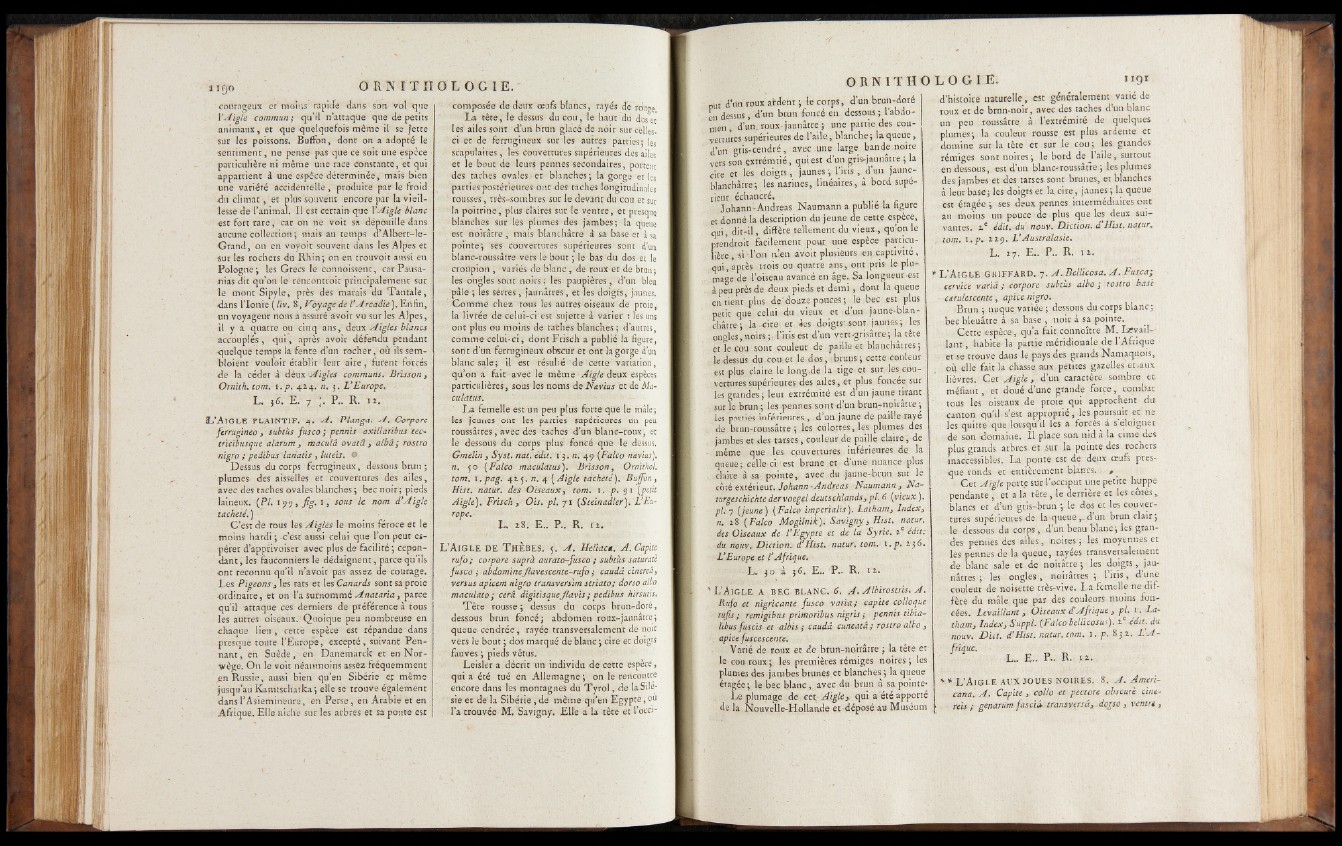 1190
ORNITHOLOGIE.
courageux et moins rapide dans son vol que
l'Aigle commun; qu'il n'attaque que de petits
animaux, et que quelquefois même il se jette
sur les poissons. Buffon, dont on a adopté le
sentiment, ne pense pas que ce soit une espèce
particulière ni même une race constante, et qui
appartient à une espèce déterminée, mais bien
une variété accidentelle, produite par le froid
du climat, et plus souvent encore par la vieil-
lesse de l'animal. Il est certain que l'Aigle blanc
est fort rare, car on ne voit sa dépouille dans
aucune collection; mais au temps d'Albert-le-
Grand, on en voyoit souvent dans les Alpes et
sur les rochers du Rhin; on en trouvoit aussi en
Pologne; les Grecs le connoissent, car Pausa-
nias dit qu'on le rencontroit principalement sur
le mont Sipyle, près des marais du Tantale,
dans l'Ionie (liv. 8, Voyage de l'Arcadie). Enfin,
un voyageur nous a assuré avoir vu sur les Alpes,
il y a quatre ou cinq ans, deux Aigles blancs
accouplés, qui, après avoir défendu pendant
quelque temps la fente d'un rocher, où ils sem-
bloient vouloir établir leur aire, furent forcés
de la céder à deux Aigles communs. Brisson,
Ornith. tom. 1. p. 424. n. 3. L'Europe.
L. 36. E. 7 ½. P.. R. 12.
L'AIGLE PLAINTIF. 4. A. Planga. A. Corpore
ferrugineo, subtùs fusco; pennis axillaribus tec-
tricibusque alarum, maculâ ovatâ, albâ; rostro
nigro; pedibus lanatis, luteis.
Dessus du corps ferrugineux, dessous brun;
plumes des aisselles et couvertures des ailes,
avec des taches ovales blanches; bec noir; pieds
laineux. (Pl. 199, fig. 1, sous le nom d'Aigle
tacheté.)
C'est de tous les Aigles le moins féroce et le
moins hardi; c'est aussi celui que l'on peut es-
pérer d'apprivoiser avec plus de facilité; cepen-
dant, les fauconniers le dédaignent, parce qu'ils
ont reconnu qu'il n'avoit pas assez de courage.
Les Pigeons, les rats et les Canards sont sa proie
ordinaire, et on l'a surnommé Anataria, parce
qu'il attaque ces derniers de préférence à tous
les autres oiseaux. Quoique peu nombreuse en
chaque lieu, cette espèce est répandue dans
presque toute l'Europe, excepté, suivant Pen-
nant, en Suède, en Danemarck et en Nor-
wège. On le voit néanmoins assez fréquemment
en Russie, aussi bien qu'en Sibérie et même
jusqu'au Kamtschatka; elle se trouve également
dans l'Asiemineure, en Perse, en Arabie et en
Afrique. Elle niche sur les arbres et sa ponte est
composée de deux œufs blancs, rayés de rouge.
La tête, le dessus du cou, le haut du dos et
les ailes sont d'un brun glacé de noir sur celles-
ci et de ferrugineux sur les autres parties; les
scapulaires, les couvertures supérieures des ailes
et le bout de leurs pennes secondaires, portent
des taches ovales et blanches; la gorge et les
parties postérieures ont des taches longitudinales
rousses, très-sombres sur le devant du cou et sur
la poitrine, plus claires sur le ventre, et presque
blanches sur les plumes des jambes; la queue
est noirâtre, mais blanchâtre à sa base et à sa
pointe; ses couvertures supérieures sont d'un
blanc-roussâtre vers le bout; le bas du dos et le
croupion, variés de blanc, de roux et de brun;
les ongles sont noirs; les paupières, d'un bleu
pâle; les serres, jaunâtres, et les doigts, jaunes.
Comme chez tous les autres oiseaux de proie,
la livrée de celui-ci est sujette à varier : les uns
ont plus ou moins de taches blanches; d'autres,
comme celui-ci, dont Frisch a publié la figure,
sont d'un ferrugineux obscur et ont la gorge d'un
blanc sale; il est résulté de cette variation,
qu'on a fait avec le même Aigle deux espèces
particulières, sous les noms de Nævius et de Ma-
culatus.
La femelle est un peu plus forte que le mâle;
les jeunes ont les parties supérieures un peu
roussâtres, avec des taches d'un blanc-roux, et
le dessous du corps plus foncé que le dessus.
Gmelin, Syst. nat. édit. 13. n. 49 (Falco nævius).
n. 50 (Falco maculatus). Brisson, Ornithol.
tom. 1. pag. 425. n. 4 (Aigle tacheté). Buffon,
Hist. natur. des Oiseaux, tom. 1. p. 91 (petit
Aigle). Frisch, Ois. pl. 71 (Steinadler). L'Eu-
rope.
L. 28. E.. P.. R. 12.
L'AIGLE DE THÈBES. 5. A. Heliaca. A. Capite
rufo; corpore suprà aurato-fusco; subtùs saturatè
fusco; abdomine flavescente-rufo; caudâ cinereâ,
versus apicem nigro transversim striato; dorso albo
maculato; cerâ digitisque flavis; pedibus hirsutis.
Tête rousse; dessus du corps brun-doré,
dessous brun foncé; abdomen roux-jaunâtre;
queue cendrée, rayée transversalement de noir
vers le bout; dos marqué de blanc; cire et doigts
fauves; pieds vêtus.
Leisler a décrit un individu de cette espèce,
qui a été tué en Allemagne; on le rencontre
encore dans les montagnes du Tyrol, de la Silé-
sie et de la Sibérie, de même qu'en Egypte, où
l'a trouvée M. Savigny. Elle a la tête et l'occi-
ORNITHOLOGIE.
1191
put d'un roux ardent; le corps, d'un brun-doré
en dessus, d'un brun foncé en dessous; l'abdo-
men, d'un roux-jaunâtre; une partie des cou-
vertures supérieures de l'aile, blanche; la queue,
d'un gris-cendré, avec une large bande noire
vers son extrémité, qui est d'un gris-jaunâtre; la
cire et les doigts, jaunes; l'iris, d'un jaune-
blanchâtre; les narines, linéaires, à bord supé-
rieur échancré.
Johann-Andreas Naumann a publié la figure
et donné la description du jeune de cette espèce,
qui, dit-il, diffère tellement du vieux, qu'on le
prendroit facilement pour une espèce particu-
lière, si l'on n'en avoit plusieurs en captivité,
qui, après trois ou quatre ans, ont pris le plu-
mage de l'oiseau avancé en âge. Sa longueur est
à peu près de deux pieds et demi, dont la queue
en tient plus de douze pouces; le bec est plus
petit que celui du vieux et d'un jaune-blan-
châtre; la cire et les doigts sont jaunes; les
ongles, noirs; l'iris est d'un vert-grisâtre; la tête
et le cou sont couleur de paille et blanchâtres;
le dessus du cou et le dos, bruns; cette couleur
est plus claire le long de la tige et sur les cou-
vertures supérieures des ailes, et plus foncée sur
les grandes; leur extrémité est d'un jaune tirant
sur le brun; les pennes sont d'un brun-noirâtre;
les parties inférieures, d'un jaune de paille rayé
de brun-roussâtre; les culottes, les plumes des
jambes et des tarses, couleur de paille claire, de
même que les couvertures inférieures de la
queue; celle-ci est brune et d'une nuance plus
claire à sa pointe, avec du jaune-brun sur le
côté extérieur. Johann-Andreas Naumann, Na-
turgeschichte der voegel deutschlands, pl. 6 (vieux).
pl. 7 (jeune) (Falco imperialis). Latham, Index,
n. 28 (Falco Mogilnik). Savigny, Hist. natur.
des Oiseaux de l'Egypte et de la Syrie. 2e édit.
du nouv. Diction. d'Hist. natur. tom. 1. p. 236.
L'Europe et l'Afrique.
L. 30 à 36. E.. P.. R. 12.
* L'AIGLE A BEC BLANC. 6. A. Albirostris. A.
Rufo et nigricante fusco varia; capite colloque
rufis; remigibus primoribus nigris; pennis tibia-
libus fuscis et albis; caudâ cuneatâ; rostro albo,
apice fuscescente.
Varié de roux et de brun-noirâtre; la tête et
le cou roux; les premières rémiges noires; les
plumes des jambes brunes et blanches; la queue
étagée; le bec blanc, avec du brun à sa pointe.
Le plumage de cet Aigle, qui a été apporté
de la Nouvelle-Hollande et déposé au Muséum
d'histoire naturelle, est généralement varié de
roux et de brun-noir, avec des taches d'un blanc
un peu roussâtre à l'extrémité de quelques
plumes; la couleur rousse est plus ardente et
domine sur la tête et sur le cou; les grandes
rémiges sont noires; le bord de l'aile, surtout
en dessous, est d'un blanc-roussâtre; les plumes
des jambes et des tarses sont brunes, et blanches
à leur base; les doigts et la cire, jaunes; la queue
est étagée; ses deux pennes intermédiaires ont
au moins un pouce de plus que les deux sui-
vantes. 2e édit. du nouv. Diction. d'Hist. natur.
tom. 1. p. 229. L'Australasie.
L. 27. E.. P.. R. 12.
* L'AIGLE GRIFFARD. 7. A. Bellicosa. A. Fusca;
cervice variâ; corpore subtùs albo; rostro basi
cærulescente, apice nigro.
Brun; nuque variée; dessous du corps blanc;
bec bleuâtre à sa base, noir à sa pointe.
Cette espèce, qu'a fait connoître M. Levail-
lant, habite la partie méridionale de l'Afrique
et se trouve dans le pays des grands Namaquois,
où elle fait la chasse aux petites gazelles et aux
lièvres. Cet Aigle, d'un caractère sombre et
méfiant, et doué d'une grande force, combat
tous les oiseaux de proie qui approchent du
canton qu'il s'est approprié, les poursuit et ne
les quitte que lorsqu'il les a forcés à s'éloigner
de son domaine. Il place son nid à la cime des
plus grands arbres et sur la pointe des rochers
inaccessibles. La ponte est de deux œufs pres-
que ronds et entièrement blancs.
Cet Aigle porte sur l'occiput une petite huppe
pendante, et a la tête, le derrière et les côtés,
blancs et d'un gris-brun; le dos et les couver-
tures supérieures de la queue, d'un brun clair;
le dessous du corps, d'un beau blanc; les gran-
des pennes des ailes, noires; les moyennes et
les pennes de la queue, rayées transversalement
de blanc sale et de noirâtre; les doigts, jau-
nâtres; les ongles, noirâtres; l'iris, d'une
couleur de noisette très-vive. La femelle ne dif-
fère du mâle que par des couleurs moins fon-
cées. Levaillant, Oiseaux d'Afrique, pl. 1. La-
tham, Index, Suppl. (Falco bellicosus). 2e édit. du
nouv. Dict. d'Hist. natur. tom. 1. p. 832. L'A-
frique.
L.. E.. P.. R. 12.
** L'AIGLE AUX JOUES NOIRES. 8. A. Ameri-
cana. A. Capite, collo et pectore obscurè cine-
reis; genarum fasciâ transversâ, dorso, ventre,